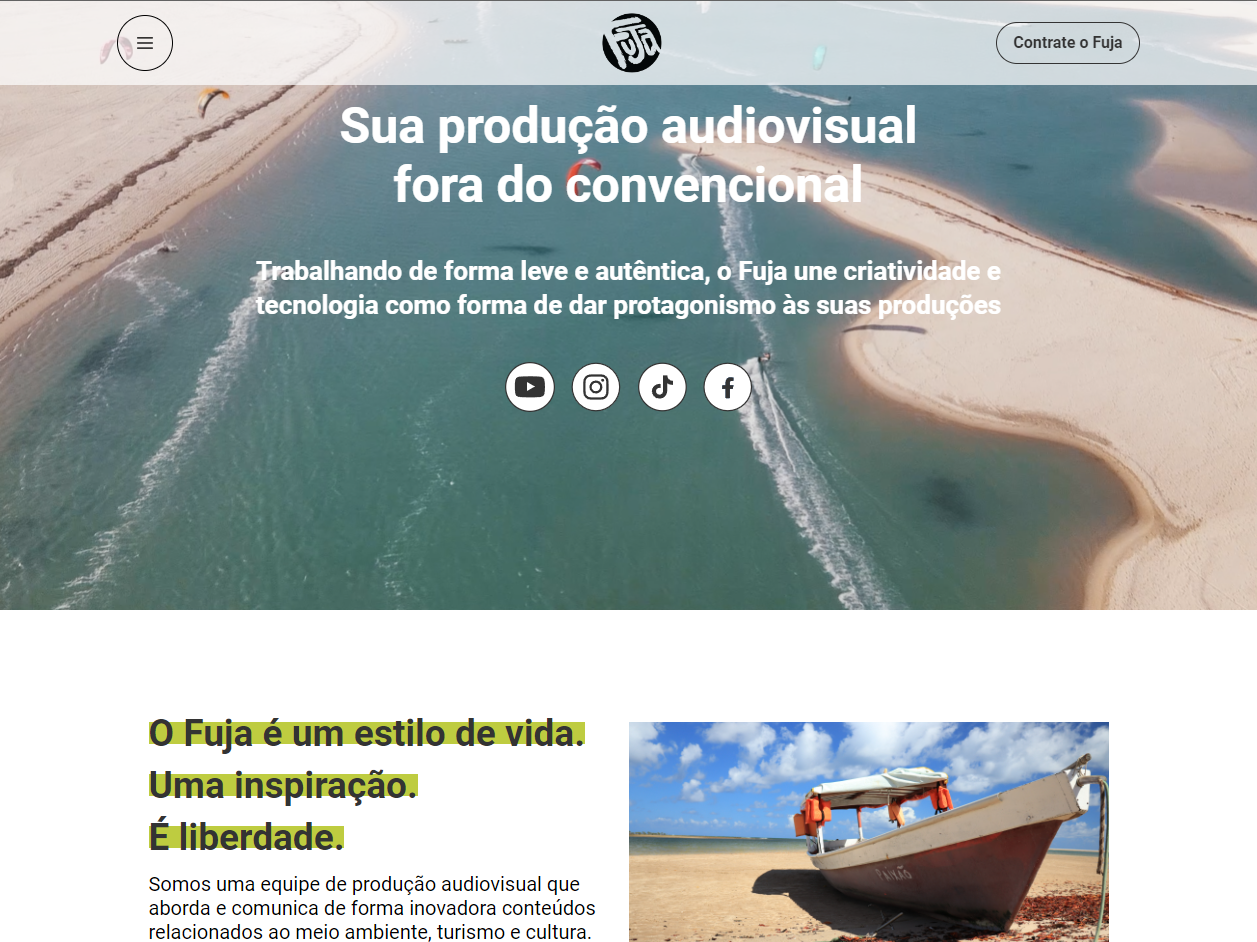 Fuja
Contrate o Fuja
Sua produção audiovisual
fora do convencional
Trabalhando de forma leve e autêntica, o Fuja une criatividade e
tecnologia como forma de dar protagonismo às suas produções
O Fuja é um estilo de vida.
Uma inspiração.
É liberdade.
Somos uma equipe de produção audiovisual que
aborda e comunica de forma inovadora conteúdos
relacionados ao meio ambiente, turismo e cultura.
PAIXÃO